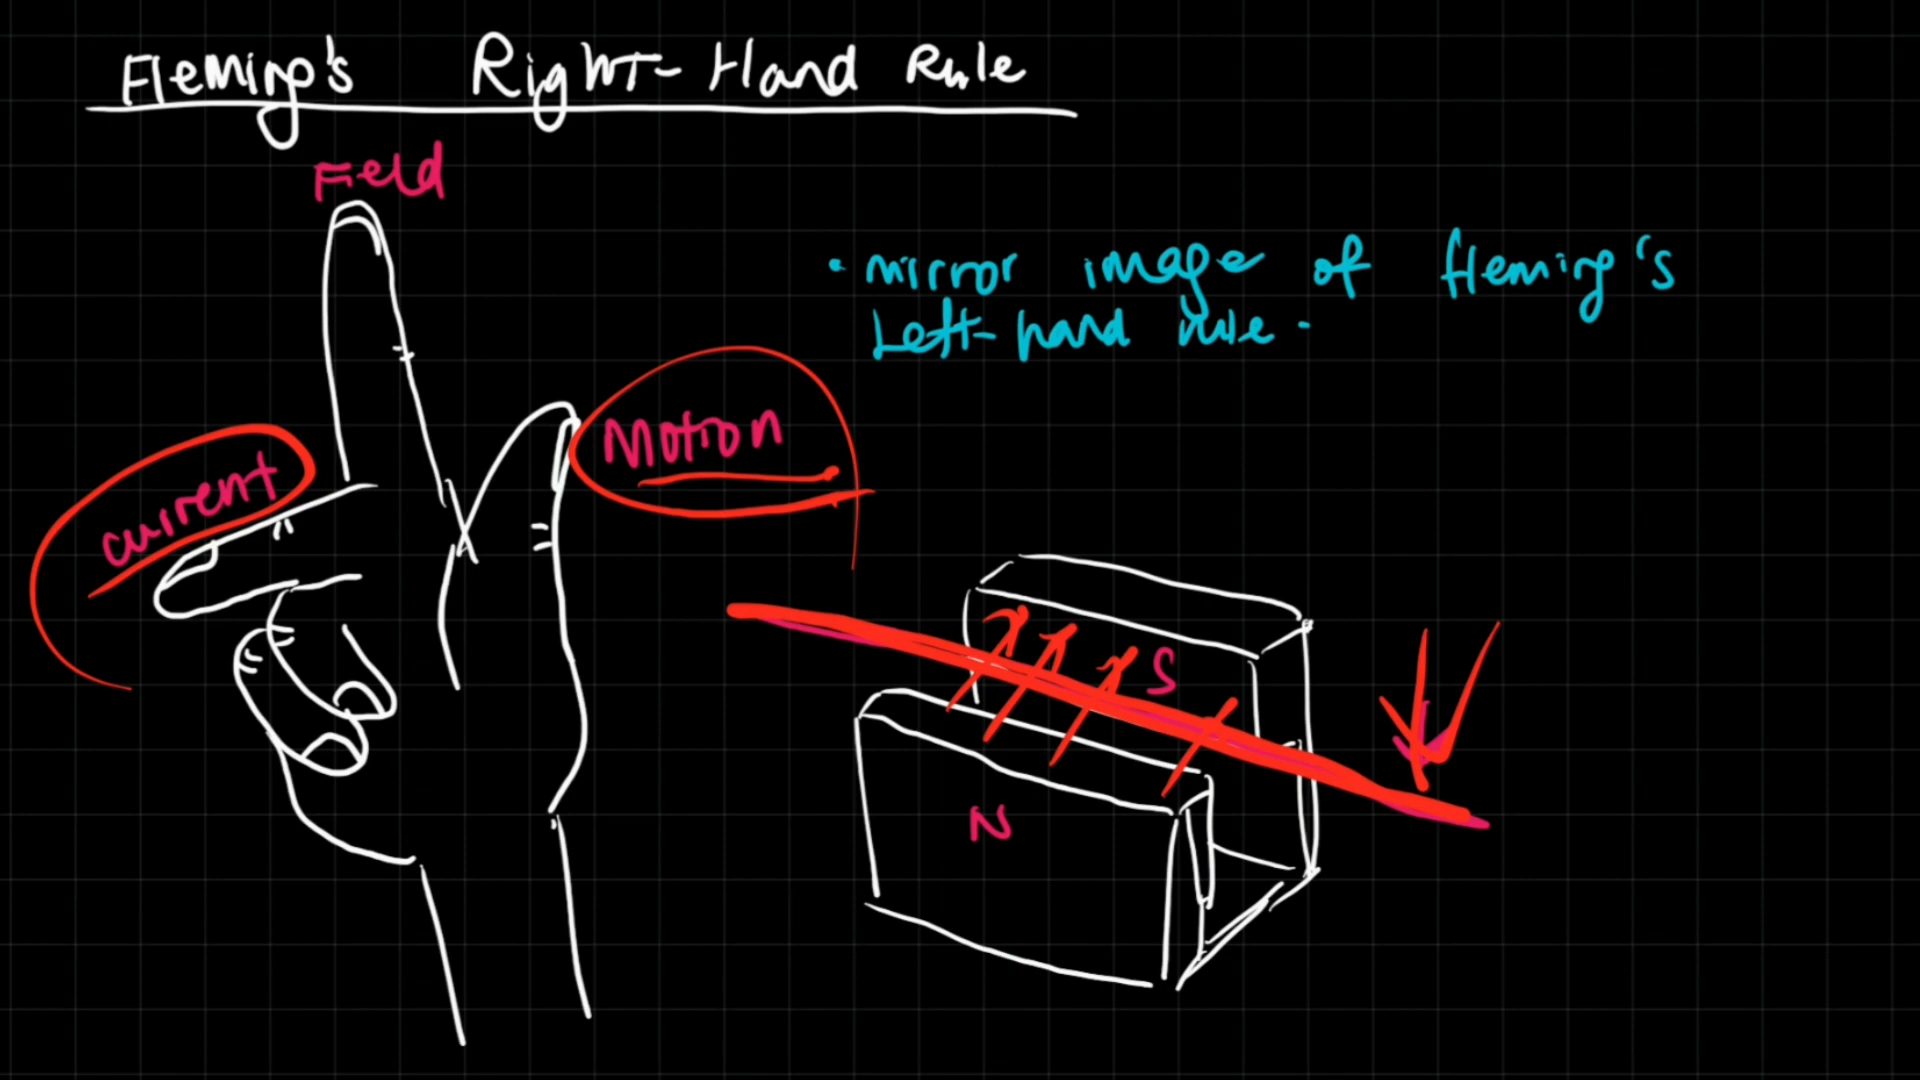 Fleming's Right-Hand Rule
Field
• mirror image of fleming's
Left-hand rule.
Motion
current
S
N